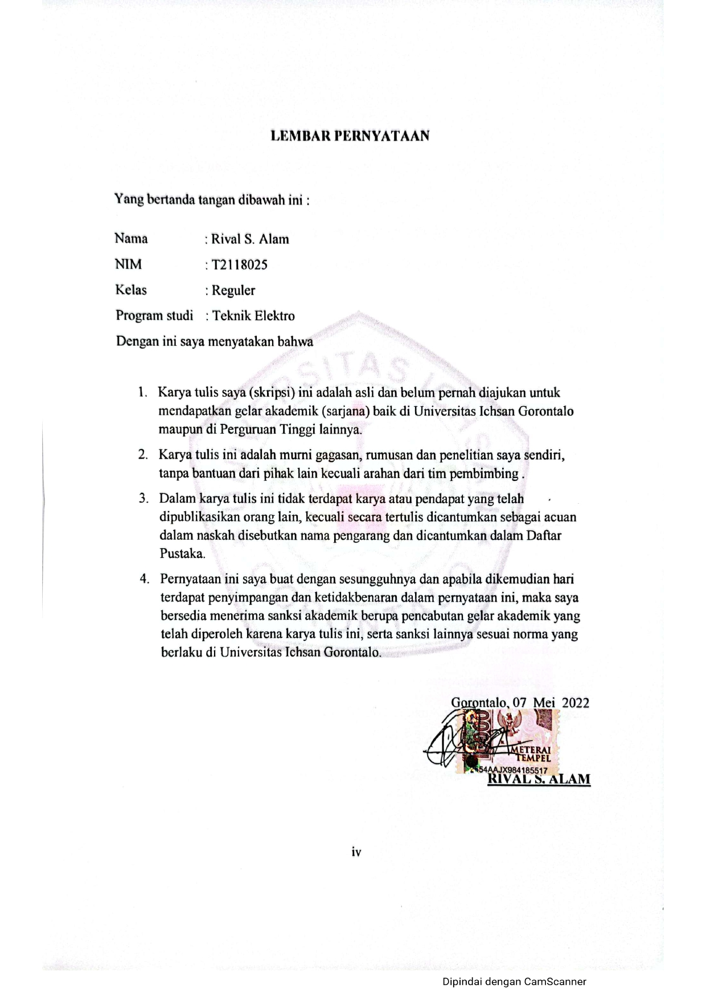 LEMBAR PERNYATAAN
Yang bertanda tangan dibawah ini :
Nama : Rival S. Alam
NIM : T2118025
Kelas : Reguler
Program studi : Teknik Elektro
Dengan ini saya menyatakan bahwa
1. Karya tulis saya (skripsi) ini adalah asli dan belum pernah diajukan untuk
mendapatkan gelar akademik (sarjana) baik di Universitas Ichsan Gorontalo
maupun di Perguruan Tinggi lainnya.
2. Karya tulis ini adalah murni gagasan, rumusan dan penelitian saya sendiri,
tanpa bantuan dari pihak lain kecuali arahan dari tim pembimbing .
3. Dalam karya tulis ini tidak terdapat karya atau pendapat yang telah
dipublikasikan orang lain, kecuali secara tertulis dicantumkan sebagai acuan
dalam naskah disebutkan nama pengarang dan dicantumkan dalam Daftar
Pustaka.
4. Pernyataan ini saya buat dengan sesungguhnya dan apabila dikemudian hari
terdapat penyimpangan dan ketidakbenaran dalam pernyataan ini, maka saya
bersedia menerima sanksi akademik berupa pencabutan gelar akademik yang
telah diperoleh karena karya tulis ini, serta sanksi lainnya sesuai norma yang
berlaku di Universitas Ichsan Gorontalo.
UNIVERSITAS ICHSAN
GORONTALO
Gorontalo, 07 Mei 2022
METERAI
TEMPEL
54AAJX984185517
RIVAL S. ALAM
iv
Dipindai dengan CamScanner